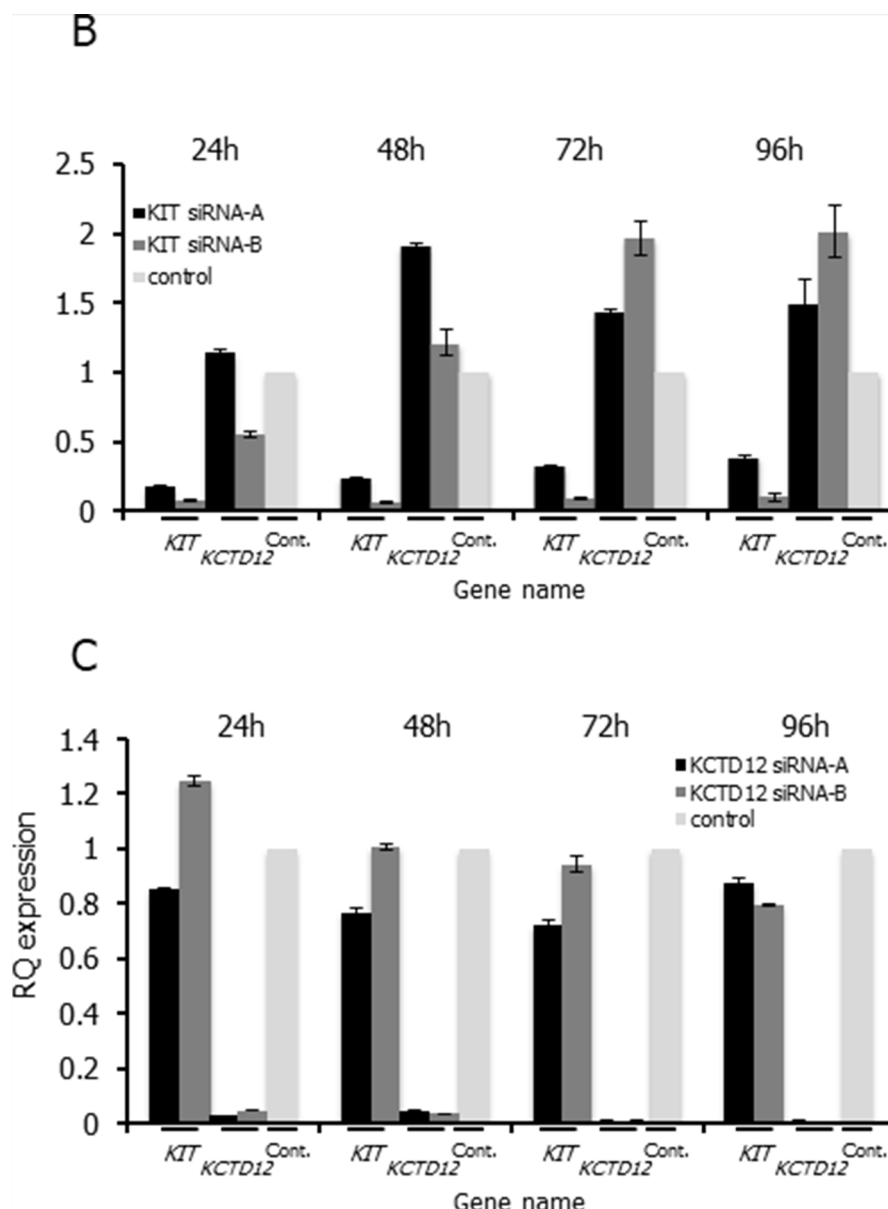 B
24h 48h 72h 96h
2.5
2
1.5
1
0.5
0
KIT siRNA-A
KIT siRNA-B
control
KIT KCTD12 Cont. KIT KCTD12 Cont. KIT KCTD12 Cont. KIT KCTD12 Cont.
Gene name
C
24h 48h 72h 96h
RQ expression
1.4
1.2
1
0.8
0.6
0.4
0.2
0
KCTD12 siRNA-A
KCTD12 siRNA-B
control
KIT KCTD12 Cont. KIT KCTD12 Cont. KIT KCTD12 Cont. KIT KCTD12 Cont.
Gene name